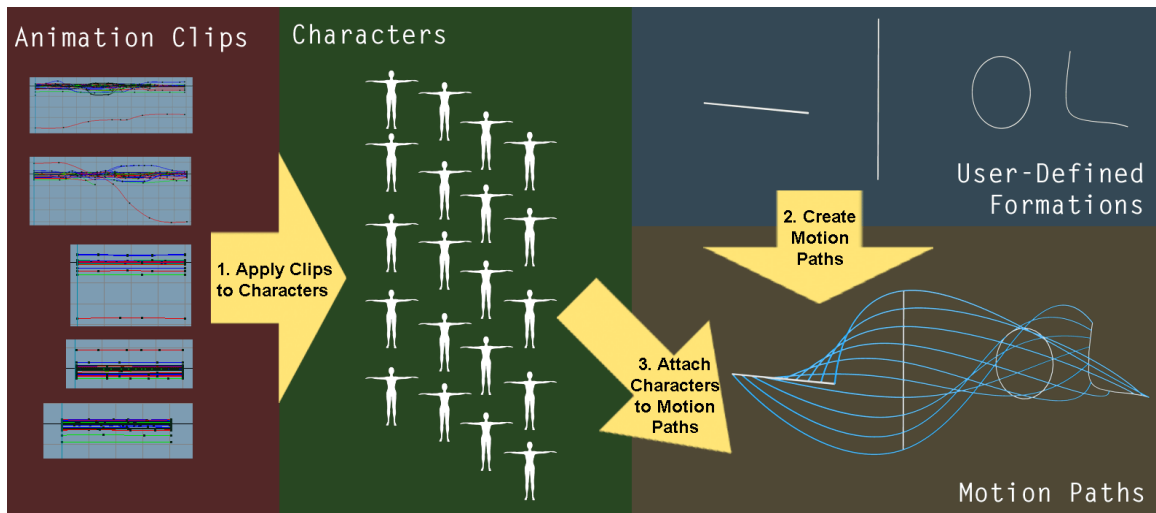 Animation Clips
Characters
User-Defined
Formations
1. Apply Clips
to Characters
2. Create
Motion
Paths
3. Attach
Characters
to Motion
Paths
Motion Paths